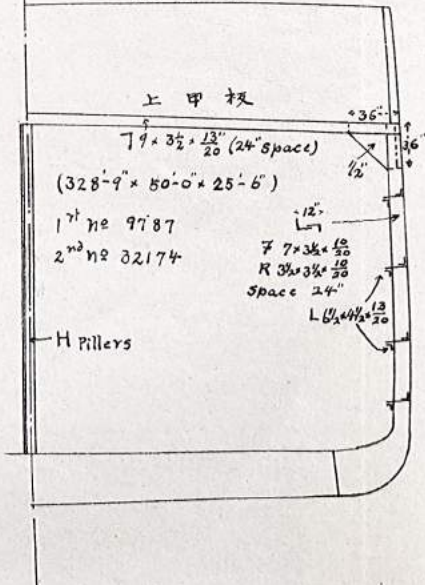 上甲板
36"
7 9 × 3½ × 13/20 (24" space)
36"
½"
(328'-9" × 50'-0" × 25'-6")
1st no 9787
2nd no 32174
12"
F 7 × 3½ × 10/20
R 3½ × 3½ × 10/20
space 24"
L 6½ × 4½ × 13/20
H Pillers